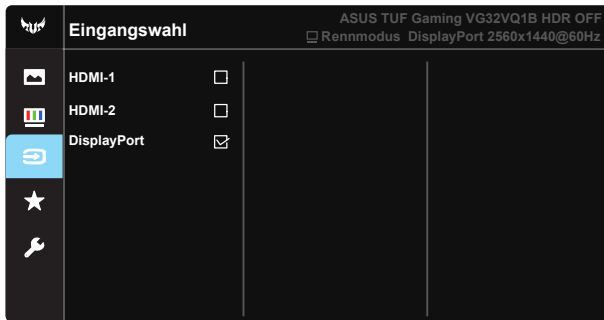 Eingangswahl
ASUS TUF Gaming VG32VQ1B HDR OFF
Rennmodus DisplayPort 2560x1440@60Hz
HDMI-1
HDMI-2
DisplayPort